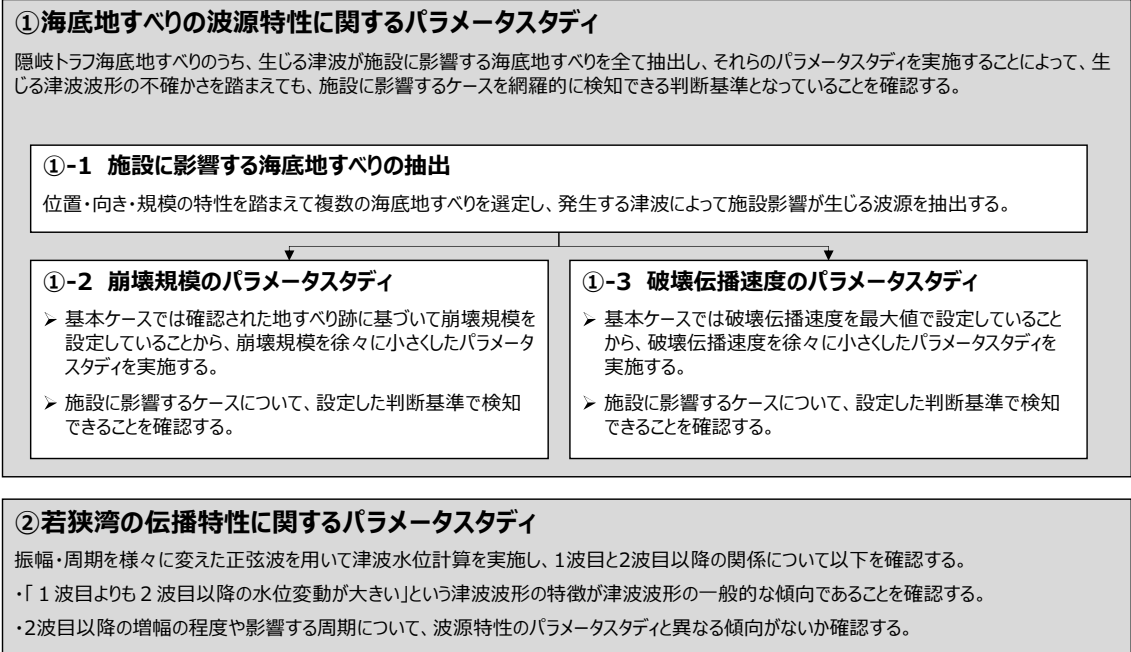 ①海底地すべりの波源特性に関するパラメータスタディ
隠岐トラフ海底地すべりのうち、生じる津波が施設に影響する海底地すべりを全て抽出し、それらのパラメータスタディを実施することによって、生
じる津波波形の不確かさを踏まえても、施設に影響するケースを網羅的に検知できる判断基準となっていることを確認する。
①-1 施設に影響する海底地すべりの抽出
位置・向き・規模の特性を踏まえて複数の海底地すべりを選定し、発生する津波によって施設影響が生じる波源を抽出する。
①-2 崩壊規模のパラメータスタディ
➢ 基本ケースでは確認された地すべり跡に基づいて崩壊規模を
設定していることから、崩壊規模を徐々に小さくしたパラメータ
スタディを実施する。
➢ 施設に影響するケースについて、設定した判断基準で検知
できることを確認する。
①-3 破壊伝播速度のパラメータスタディ
➢ 基本ケースでは破壊伝播速度を最大値で設定していること
から、破壊伝播速度を徐々に小さくしたパラメータスタディを
実施する。
➢ 施設に影響するケースについて、設定した判断基準で検知
できることを確認する。
②若狭湾の伝播特性に関するパラメータスタディ
振幅・周期を様々に変えた正弦波を用いて津波水位計算を実施し、1波目と2波目以降の関係について以下を確認する。
・「１波目よりも２波目以降の水位変動が大きい」という津波波形の特徴が津波波形の一般的な傾向であることを確認する。
・2波目以降の増幅の程度や影響する周期について、波源特性のパラメータスタディと異なる傾向がないか確認する。